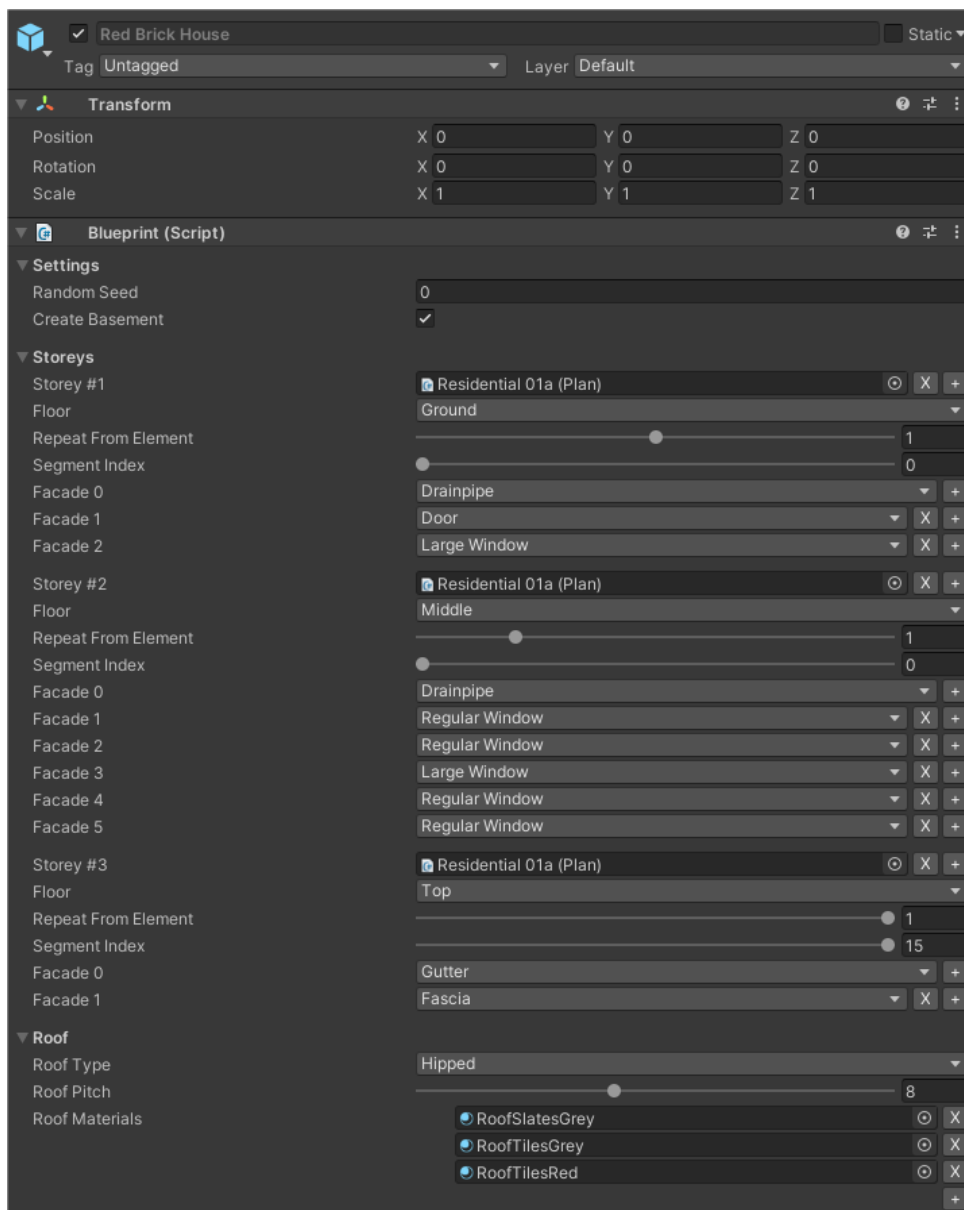 Red Brick House Static
Tag Untagged Layer Default
Transform
Position X 0 Y 0 Z 0
Rotation X 0 Y 0 Z 0
Scale X 1 Y 1 Z 1
Blueprint (Script)
Settings
Random Seed 0
Create Basement
Storeys
Storey #1 Residential 01a (Plan) X +
Floor Ground
Repeat From Element 1
Segment Index 0
Facade 0 Drainpipe +
Facade 1 Door X +
Facade 2 Large Window X +
Storey #2 Residential 01a (Plan) X +
Floor Middle
Repeat From Element 1
Segment Index 0
Facade 0 Drainpipe +
Facade 1 Regular Window X +
Facade 2 Regular Window X +
Facade 3 Large Window X +
Facade 4 Regular Window X +
Facade 5 Regular Window X +
Storey #3 Residential 01a (Plan) X +
Floor Top
Repeat From Element 1
Segment Index 15
Facade 0 Gutter +
Facade 1 Fascia X +
Roof
Roof Type Hipped
Roof Pitch 8
Roof Materials RoofSlatesGrey X
RoofTilesGrey X
RoofTilesRed X
+